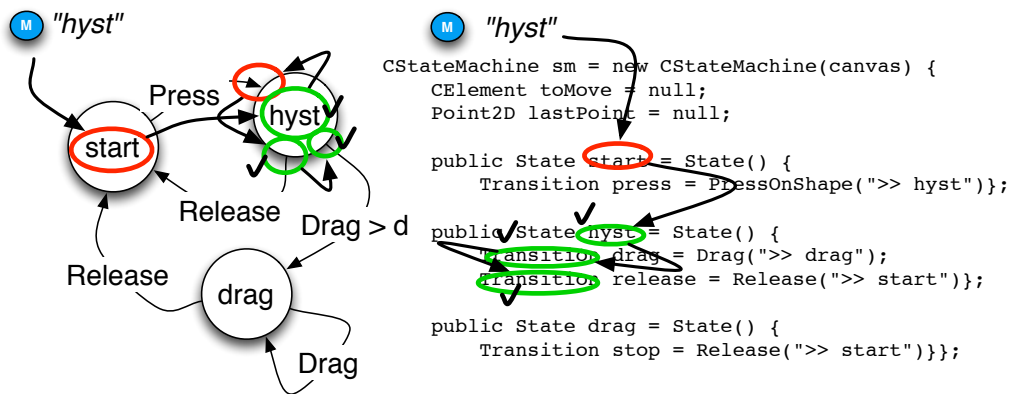 M "hyst"
Press
hyst
start
Release
Drag > d
Release
drag
Drag
M "hyst"
CStateMachine sm = new CStateMachine(canvas) {
CElement toMove = null;
Point2D lastPoint = null;
public State start = State() {
Transition press = PressOnShape(">> hyst")};
public State hyst = State() {
Transition drag = Drag(">> drag");
Transition release = Release(">> start")};
public State drag = State() {
Transition stop = Release(">> start")}};